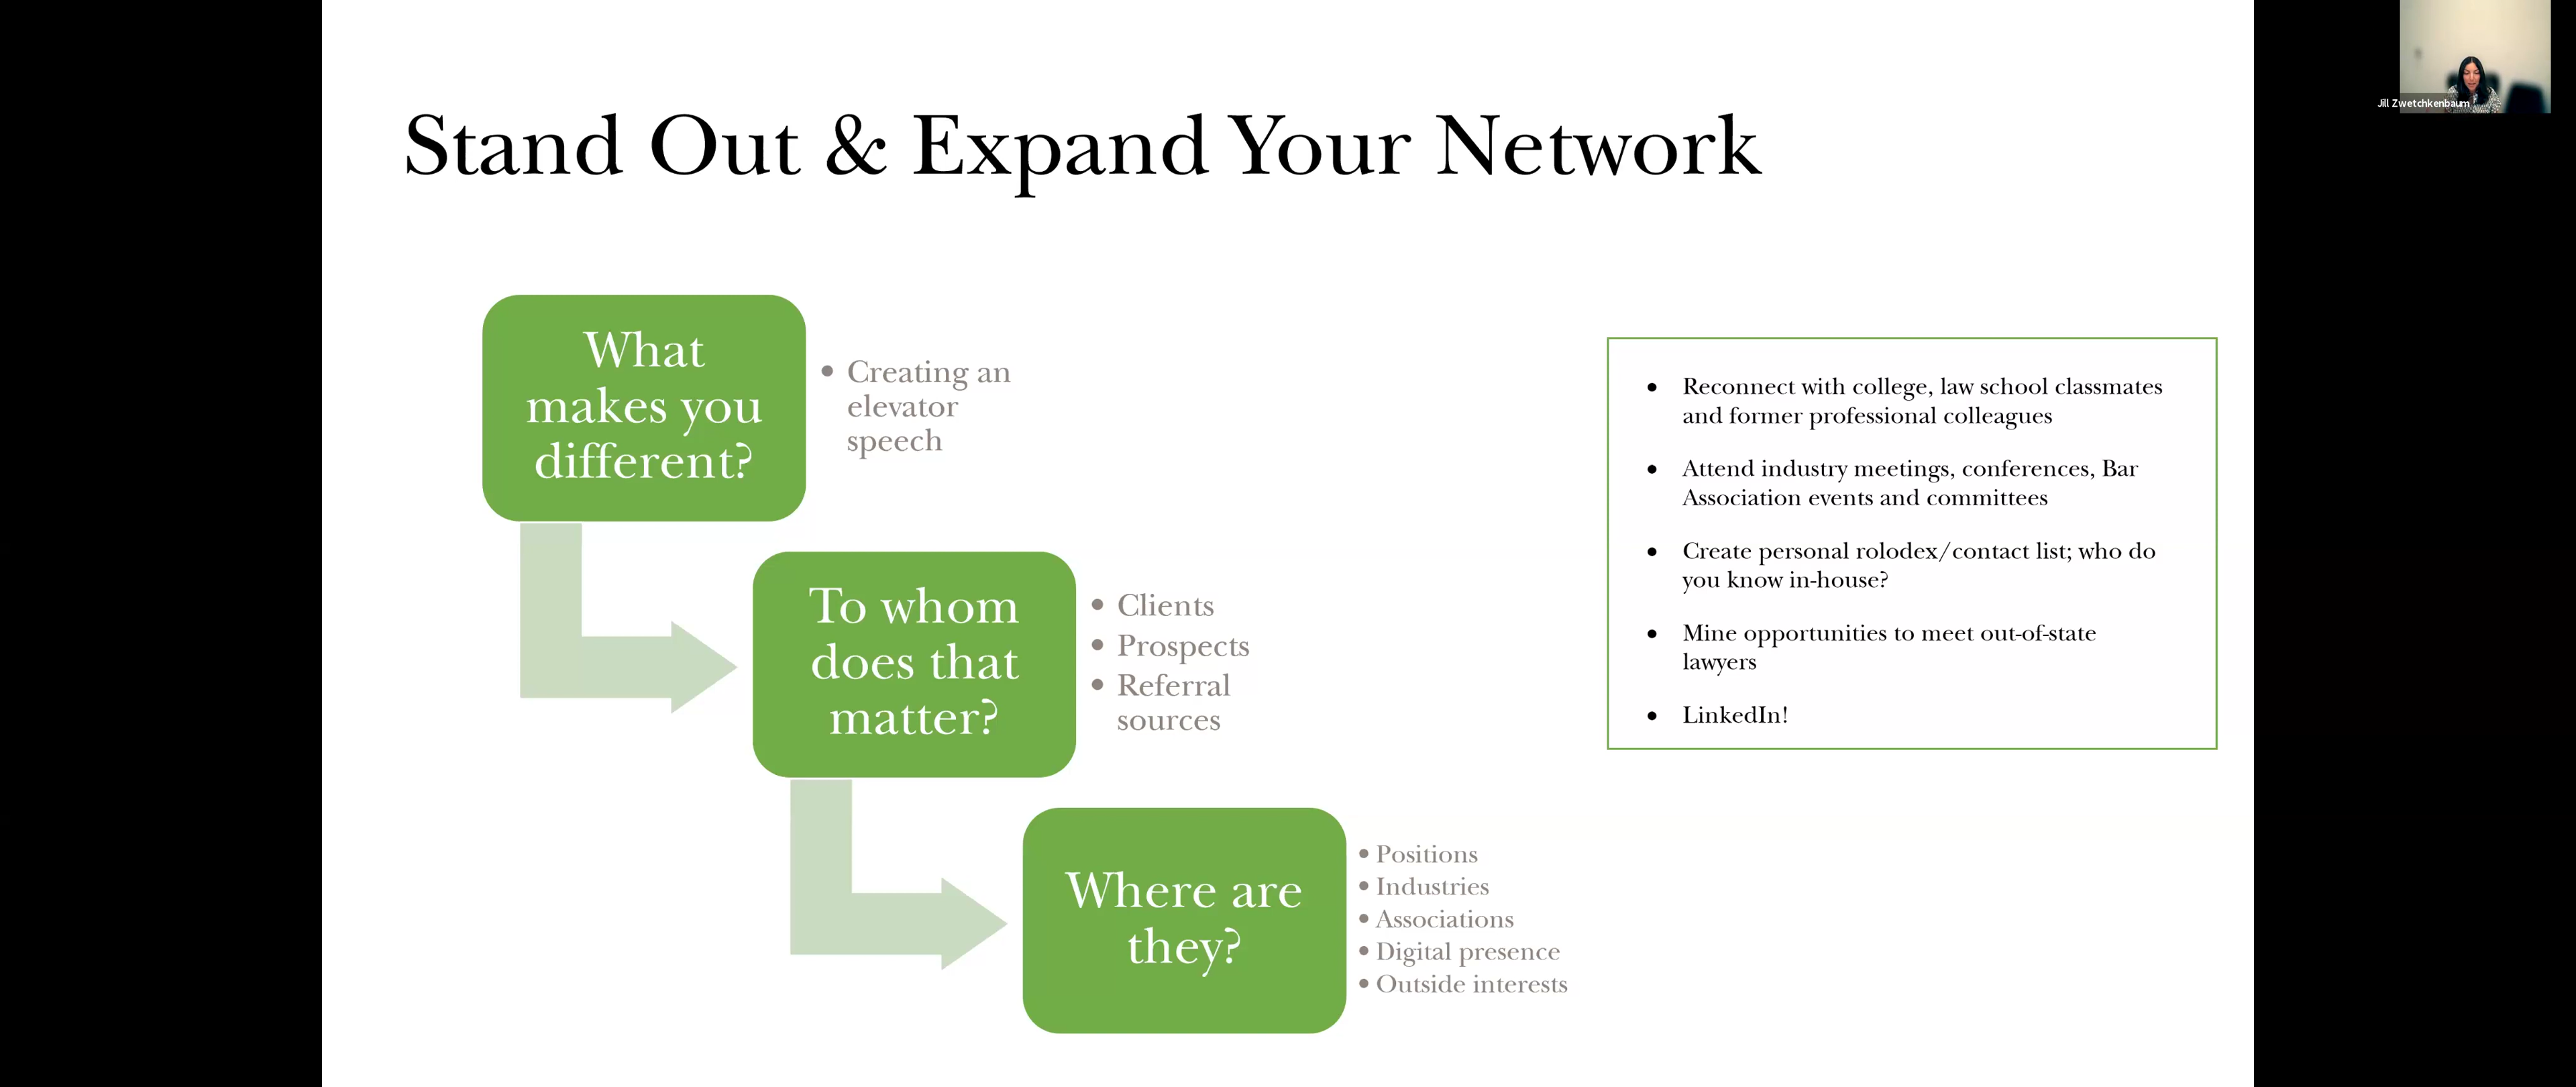 Stand Out & Expand Your Network
Jill Zwetchkenbaum
What
makes you
different?
• Creating an
elevator
speech
To whom
does that
matter?
• Clients
• Prospects
• Referral
sources
Where are
they?
• Positions
• Industries
• Associations
• Digital presence
• Outside interests
• Reconnect with college, law school classmates
and former professional colleagues
• Attend industry meetings, conferences, Bar
Association events and committees
• Create personal rolodex/contact list; who do
you know in-house?
• Mine opportunities to meet out-of-state
lawyers
• LinkedIn!